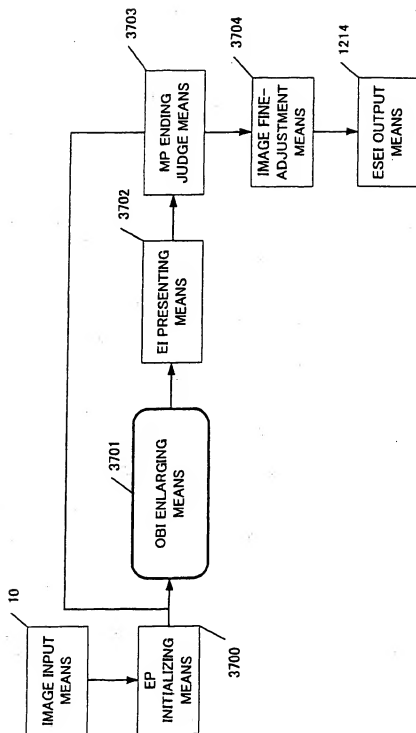 10
IMAGE INPUT
MEANS
EP
INITIALIZING
MEANS
3700
3701
OBI ENLARGING
MEANS
3702
EI PRESENTING
MEANS
3703
MP ENDING
JUDGE MEANS
3704
IMAGE FINE-
ADJUSTMENT
MEANS
1214
ESEI OUTPUT
MEANS